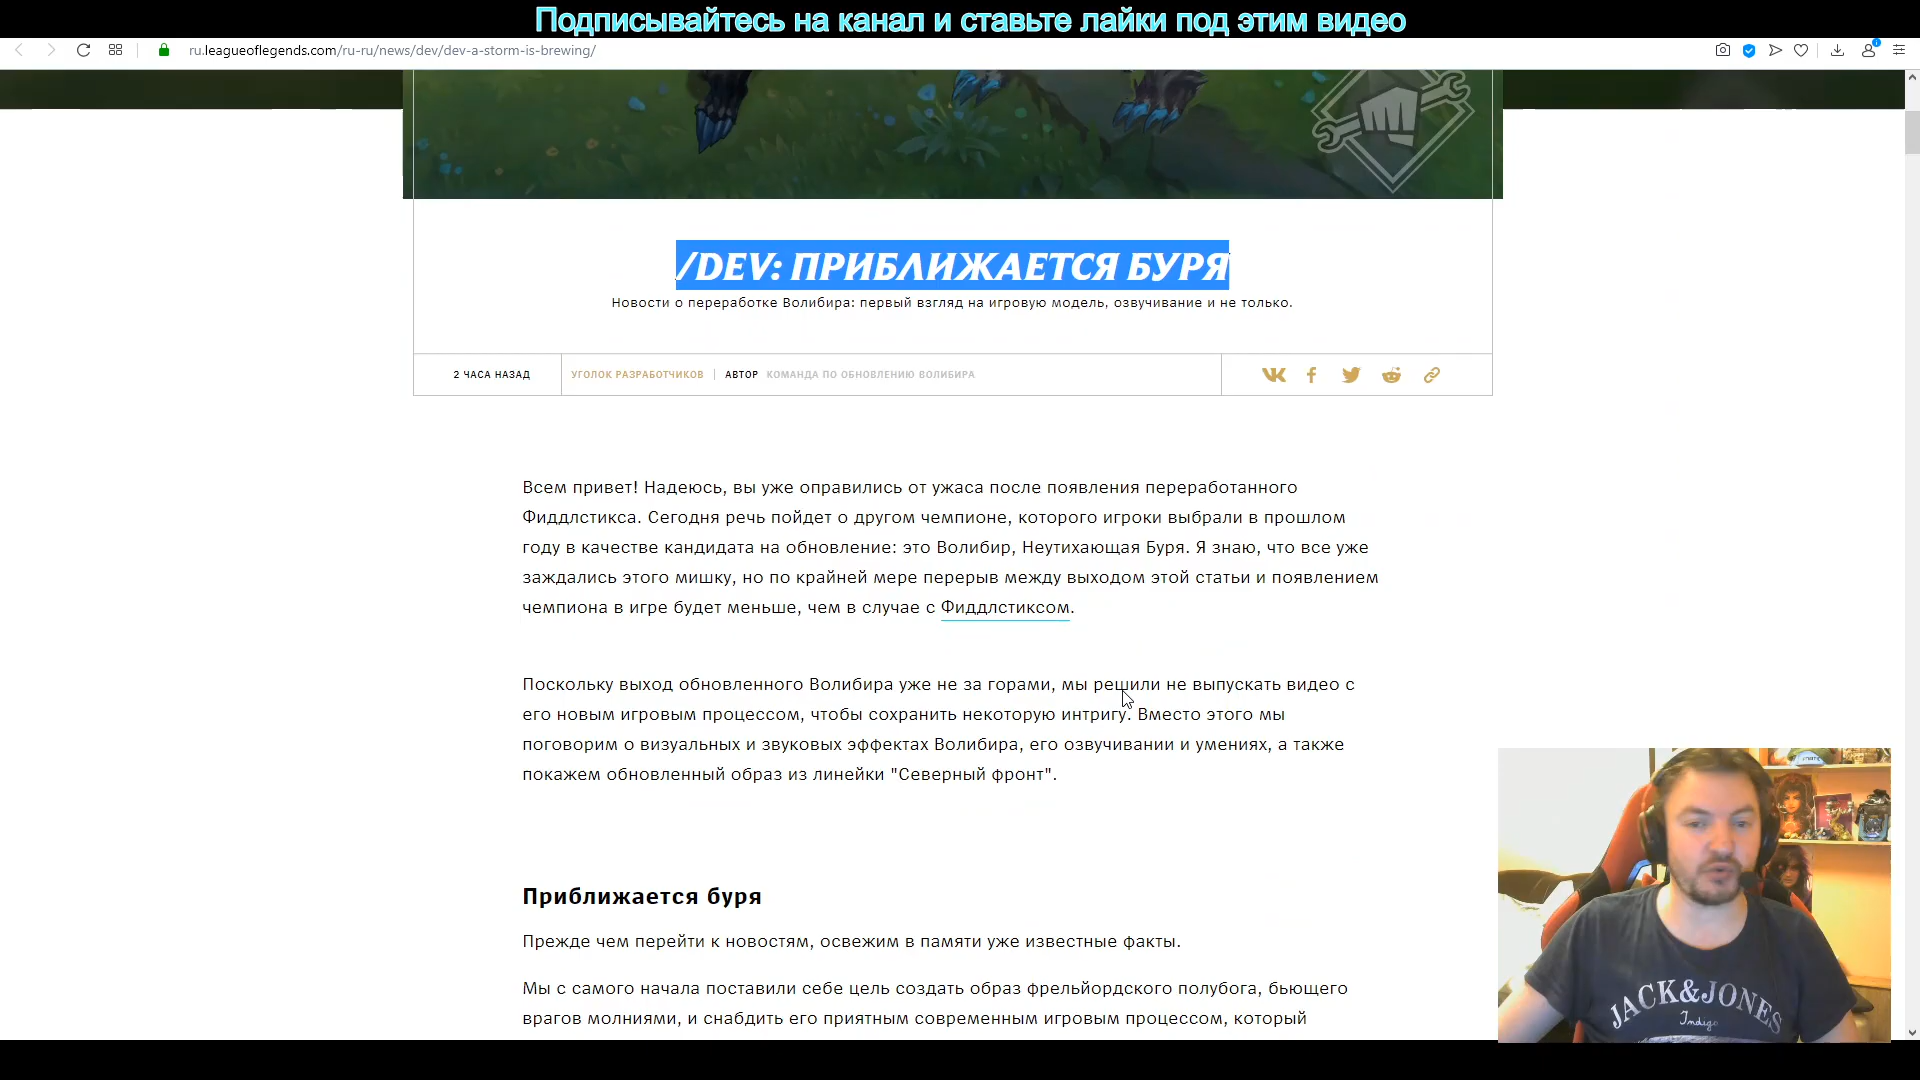 Подписывайтесь на канал и ставьте лайки под этим видео
ru.leagueoflegends.com/ru-ru/news/dev/dev-a-storm-is-brewing/
/DEV: ПРИБЛИЖАЕТСЯ БУРЯ
Новости о переработке Волибира: первый взгляд на игровую модель, озвучивание и не только.
2 ЧАСА НАЗАД
УГОЛОК РАЗРАБОТЧИКОВ | АВТОР КОМАНДА ПО ОБНОВЛЕНИЮ ВОЛИБИРА
Всем привет! Надеюсь, вы уже оправились от ужаса после появления переработанного
Фиддлстикса. Сегодня речь пойдет о другом чемпионе, которого игроки выбрали в прошлом
году в качестве кандидата на обновление: это Волибир, Неутихающая Буря. Я знаю, что все уже
заждались этого мишку, но по крайней мере перерыв между выходом этой статьи и появлением
чемпиона в игре будет меньше, чем в случае с Фиддлстиксом.
Поскольку выход обновленного Волибира уже не за горами, мы решили не выпускать видео с
его новым игровым процессом, чтобы сохранить некоторую интригу. Вместо этого мы
поговорим о визуальных и звуковых эффектах Волибира, его озвучивании и умениях, а также
покажем обновленный образ из линейки "Северный фронт".
Приближается буря
Прежде чем перейти к новостям, освежим в памяти уже известные факты.
Мы с самого начала поставили себе цель создать образ фрельйордского полубога, бьющего
врагов молниями, и снабдить его приятным современным игровым процессом, который
JACK&JONES
Indigo